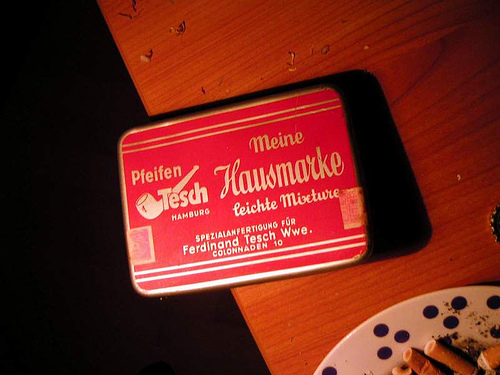 Meine
Hausmarke
leichte Mixture
Pfeifen
Tesch
HAMBURG
SPEZIALANFERTIGUNG FÜR
Ferdinand Tesch Wwe.
COLONNADEN 10